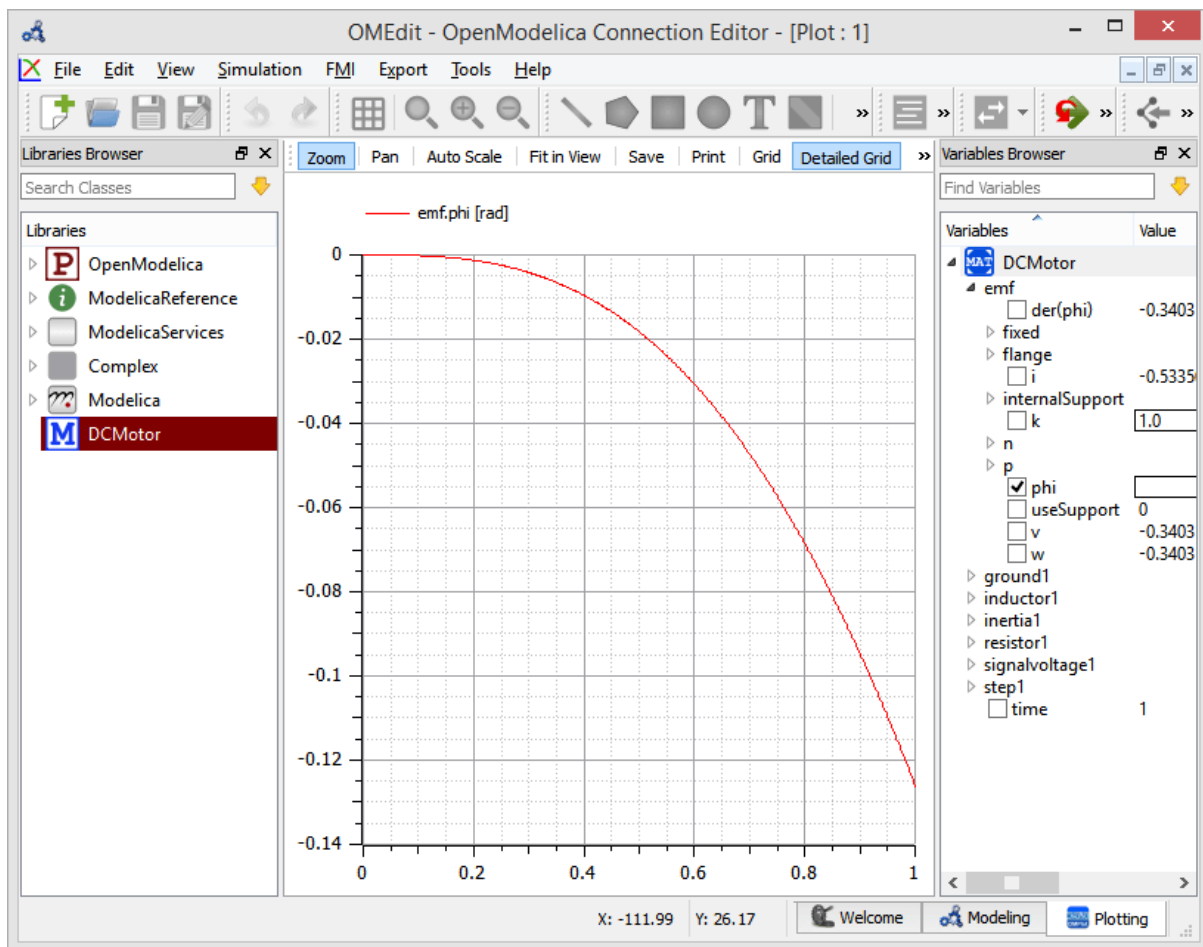 OMEdit - OpenModelica Connection Editor - [Plot : 1]
File Edit View Simulation FMI Export Tools Help
T » » » »
Libraries Browser
Search Classes
Libraries
P OpenModelica
i ModelicaReference
ModelicaServices
Complex
m Modelica
M DCMotor
Zoom Pan Auto Scale Fit in View Save Print Grid Detailed Grid »
emf.phi [rad]
0
-0.02
-0.04
-0.06
-0.08
-0.1
-0.12
-0.14
0 0.2 0.4 0.6 0.8 1
Variables Browser
Find Variables
Variables Value
MAT DCMotor
emf
der(phi) -0.3403
fixed
flange
i -0.5335
internalSupport
k 1.0
n
p
phi
useSupport 0
v -0.3403
w -0.3403
ground1
inductor1
inertia1
resistor1
signalvoltage1
step1
time 1
X: -111.99 Y: 26.17 Welcome Modeling Plotting